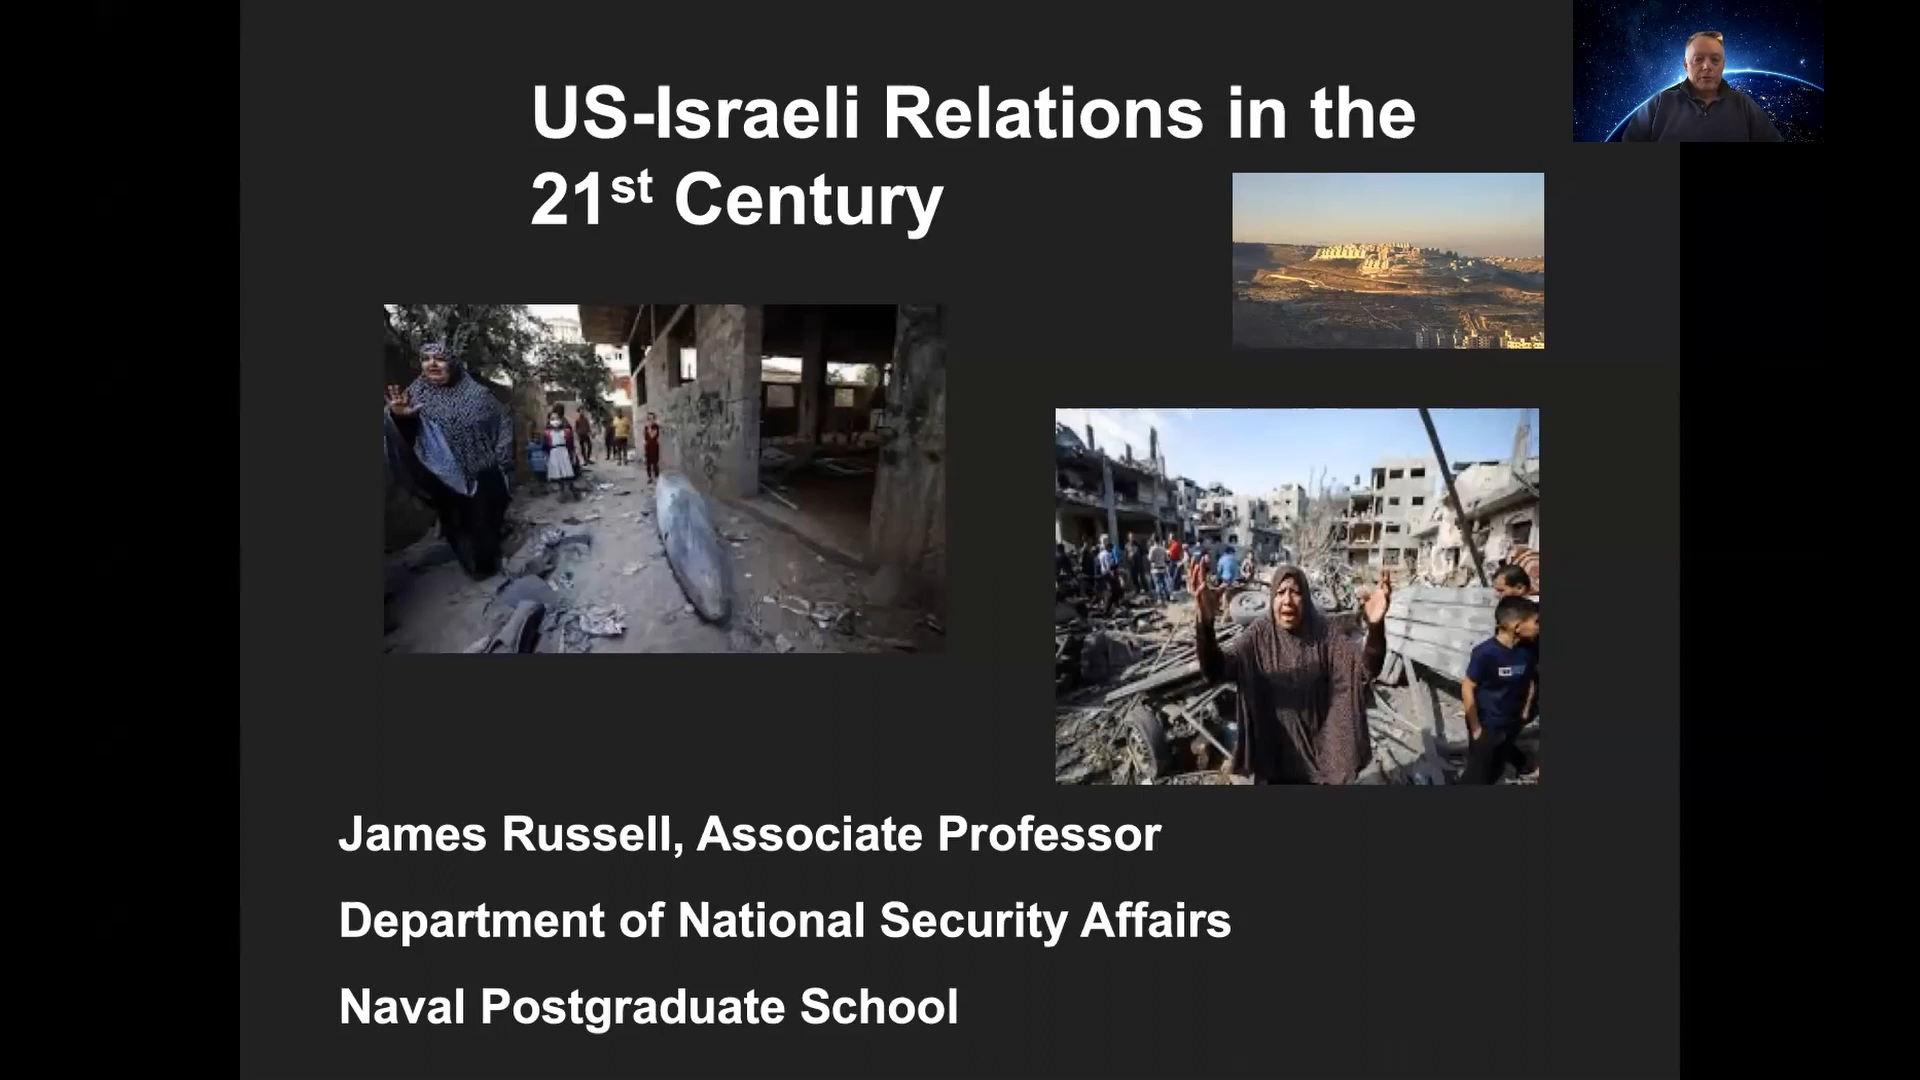 US-Israeli Relations in the
21st Century
James Russell, Associate Professor
Department of National Security Affairs
Naval Postgraduate School